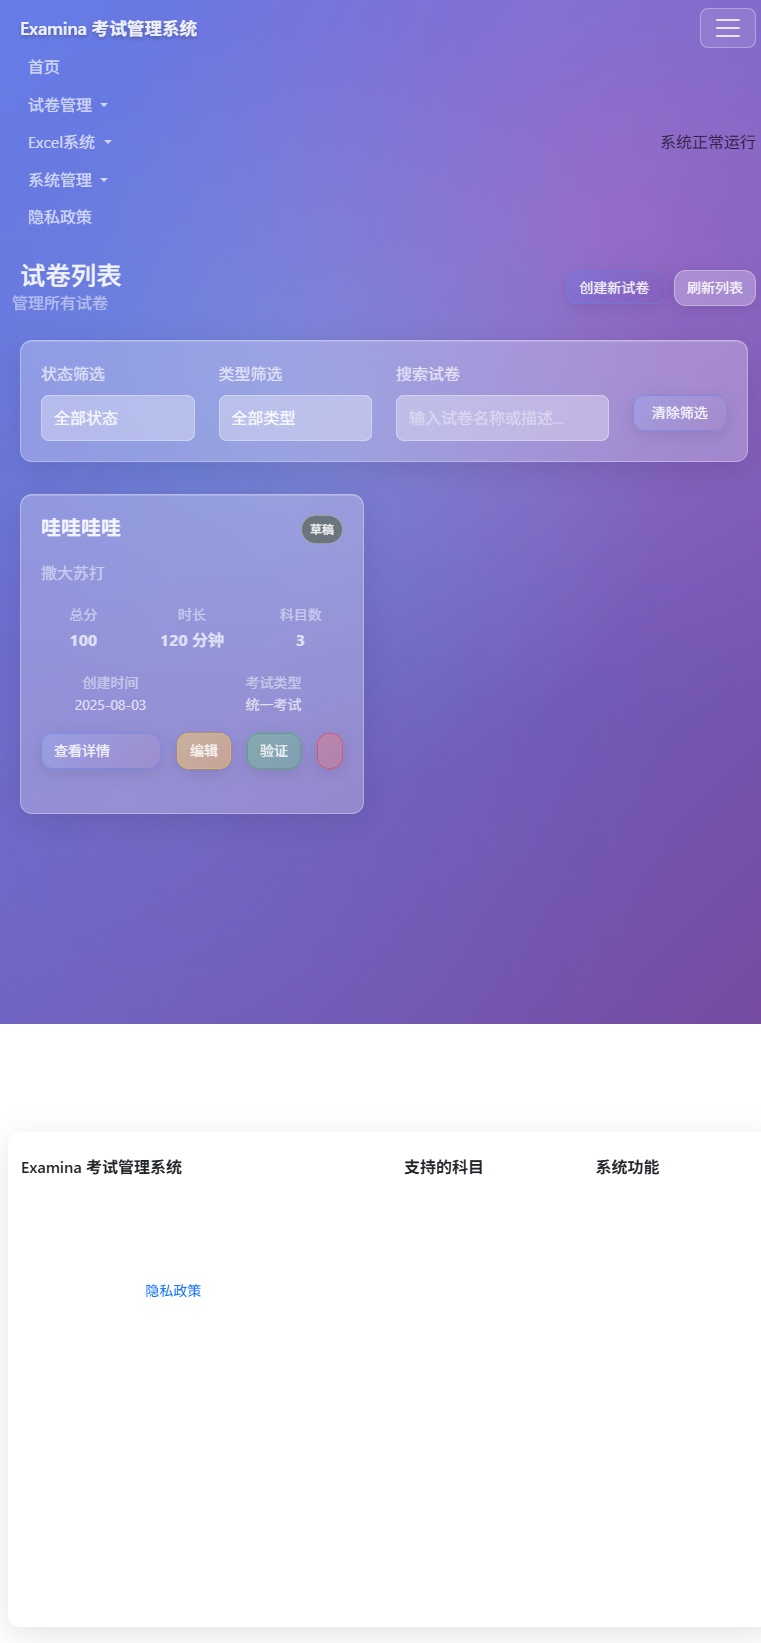 Examina 考试管理系统
首页
试卷管理
Excel系统
系统正常运行
系统管理
隐私政策
试卷列表
管理所有试卷
创建新试卷
刷新列表
状态筛选
类型筛选
搜索试卷
全部状态
全部类型
输入试卷名称或描述...
清除筛选
哇哇哇哇
草稿
撒大苏打
总分
时长
科目数
100
120 分钟
3
创建时间
考试类型
2025-08-03
统一考试
查看详情
编辑
验证
Examina 考试管理系统
支持的科目
系统功能
隐私政策